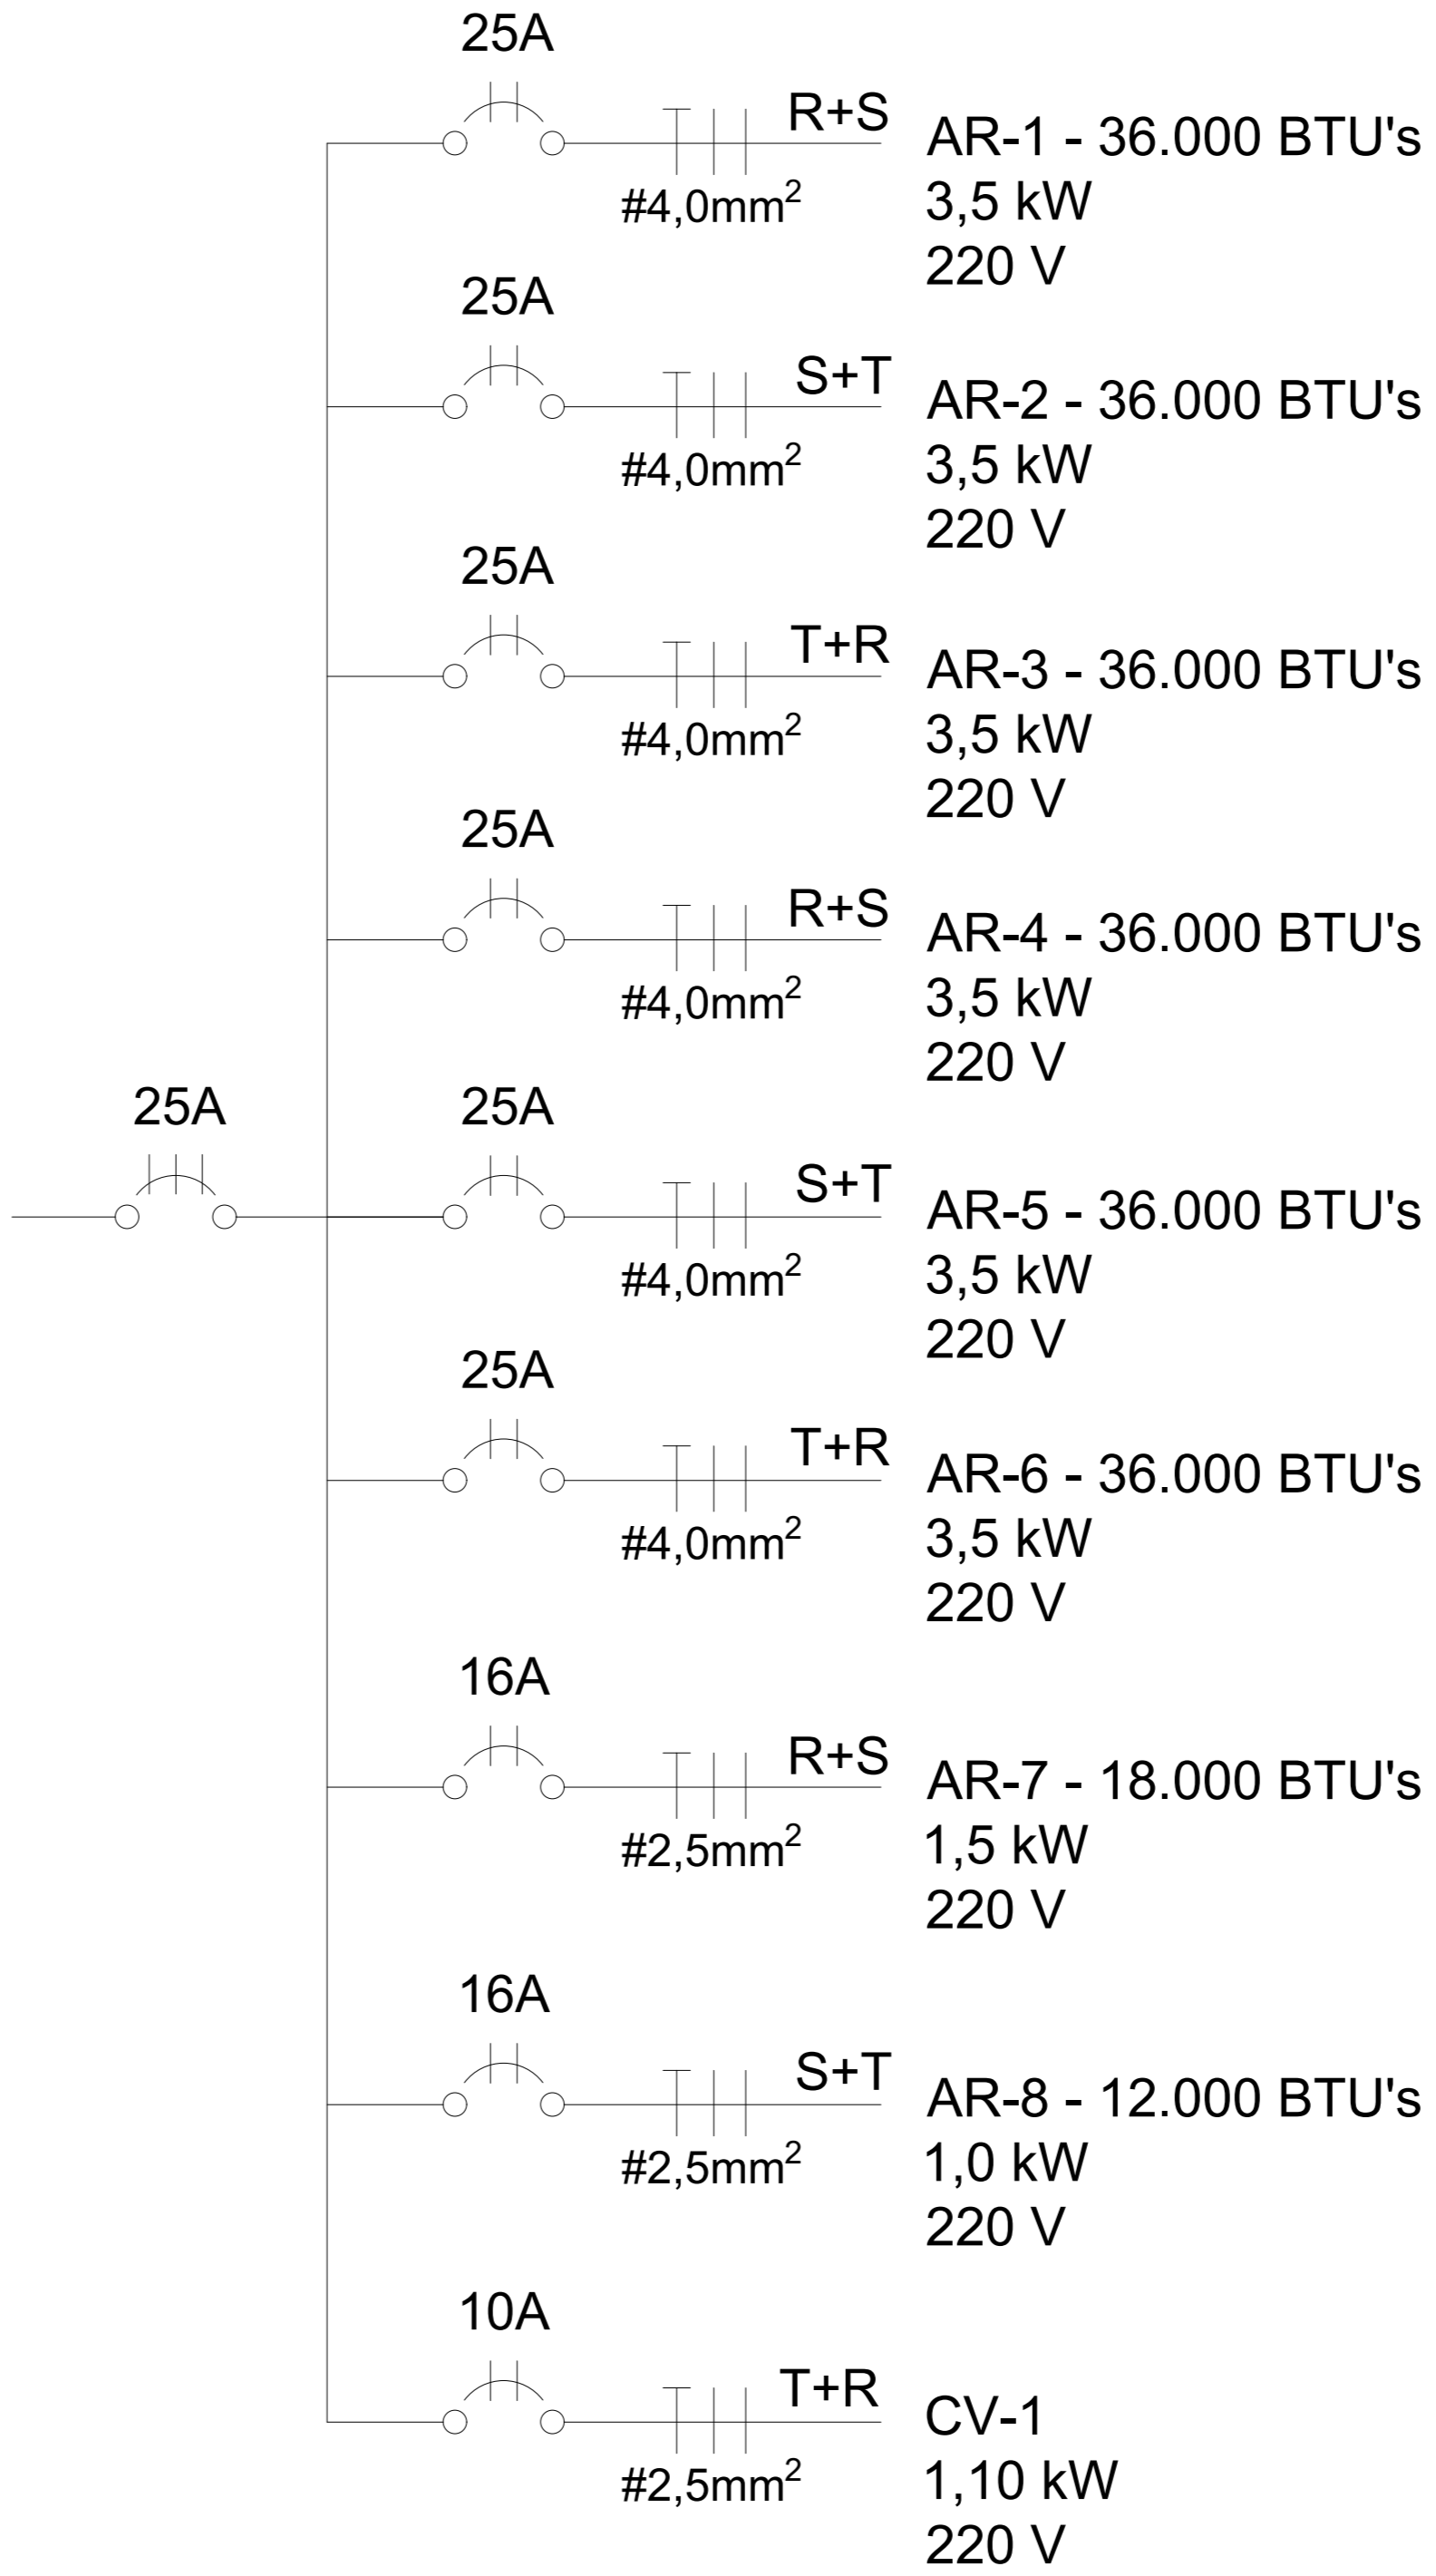 25A
R+S
AR-1 - 36.000 BTU's
#4,0mm²
3,5 kW
220 V
25A
S+T
AR-2 - 36.000 BTU's
#4,0mm²
3,5 kW
220 V
25A
T+R
AR-3 - 36.000 BTU's
#4,0mm²
3,5 kW
220 V
25A
R+S
AR-4 - 36.000 BTU's
#4,0mm²
3,5 kW
220 V
25A
25A
S+T
AR-5 - 36.000 BTU's
#4,0mm²
3,5 kW
220 V
25A
T+R
AR-6 - 36.000 BTU's
#4,0mm²
3,5 kW
220 V
16A
R+S
AR-7 - 18.000 BTU's
#2,5mm²
1,5 kW
220 V
16A
S+T
AR-8 - 12.000 BTU's
#2,5mm²
1,0 kW
220 V
10A
T+R
CV-1
#2,5mm²
1,10 kW
220 V